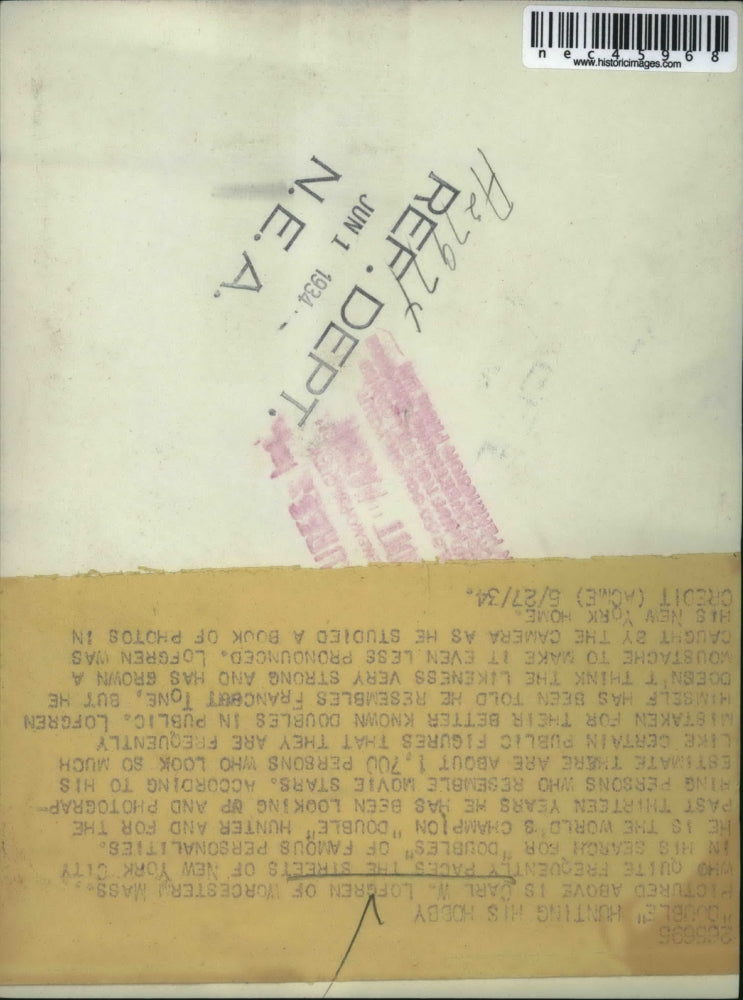 nec45968
www.historicimages.com
A27974
REF. DEPT.
JUN 1 1934
N.E.A.
265696
"DOUBLE" HUNTING HIS HOBBY
PICTURED ABOVE IS CARL W. LOFGREN OF WORCESTER, MASS.,
WHO QUITE FREQUENTLY PACES THE STREETS OF NEW YORK CITY
IN HIS SEARCH FOR "DOUBLES" OF FAMOUS PERSONALITIES.
HE IS THE WORLD'S CHAMPION "DOUBLE" HUNTER AND FOR THE
PAST THIRTEEN YEARS HE HAS BEEN LOOKING UP AND PHOTOGRAP-
RING PERSONS WHO RESEMBLE MOVIE STARS. ACCORDING TO HIS
ESTIMATE THERE ARE ABOUT 1,700 PERSONS WHO LOOK SO MUCH
LIKE CERTAIN PUBLIC FIGURES THAT THEY ARE FREQUENTLY
MISTAKEN FOR THEIR BETTER KNOWN DOUBLES IN PUBLIC. LOFGREN
HIMSELF HAS BEEN TOLD HE RESEMBLES FRANCHOT TONE, BUT HE
DOESN'T THINK THE LIKENESS VERY STRONG AND HAS GROWN A
MOUSTACHE TO MAKE IT EVEN LESS PRONOUNCED. LOFGREN WAS
CAUGHT BY THE CAMERA AS HE STUDIED A BOOK OF PHOTOS IN
HIS NEW YORK HOME.
CREDIT (ACME) 5/27/34.